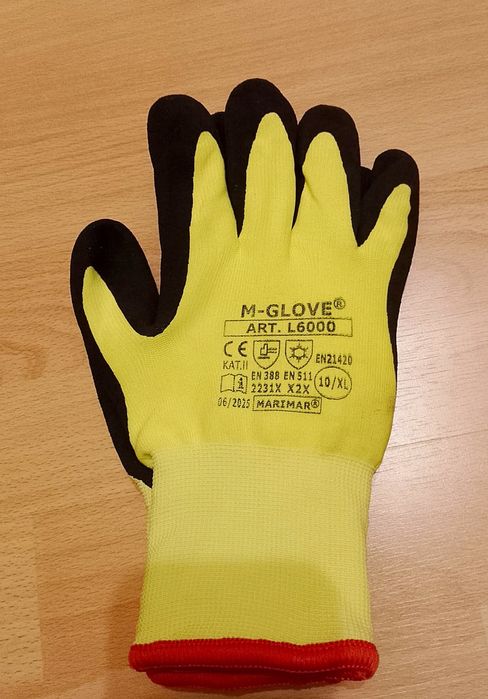 M-GLOVE®
ART. L6000
CE
KAT.II
EN21420
EN 388 EN 511
2231X X2X
10/XL
06/2025 MARIMAR®